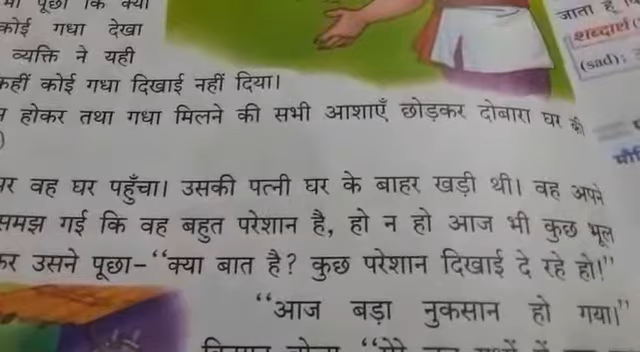 पूछा कि क्या
कोई गधा देखा
व्यक्ति ने यही
कहीं कोई गधा दिखाई नहीं दिया।
होकर तथा गधा मिलने की सभी आशाएँ छोड़कर दोबारा घर की
वह घर पहुँचा। उसकी पत्नी घर के बाहर खड़ी थी। वह अपने
समझ गई कि वह बहुत परेशान है, हो न हो आज भी कुछ भूल
उसने पूछा-“क्या बात है? कुछ परेशान दिखाई दे रहे हो!”
“आज बड़ा नुकसान हो गया।”
जाता है
शब्दार्थ
(sad);